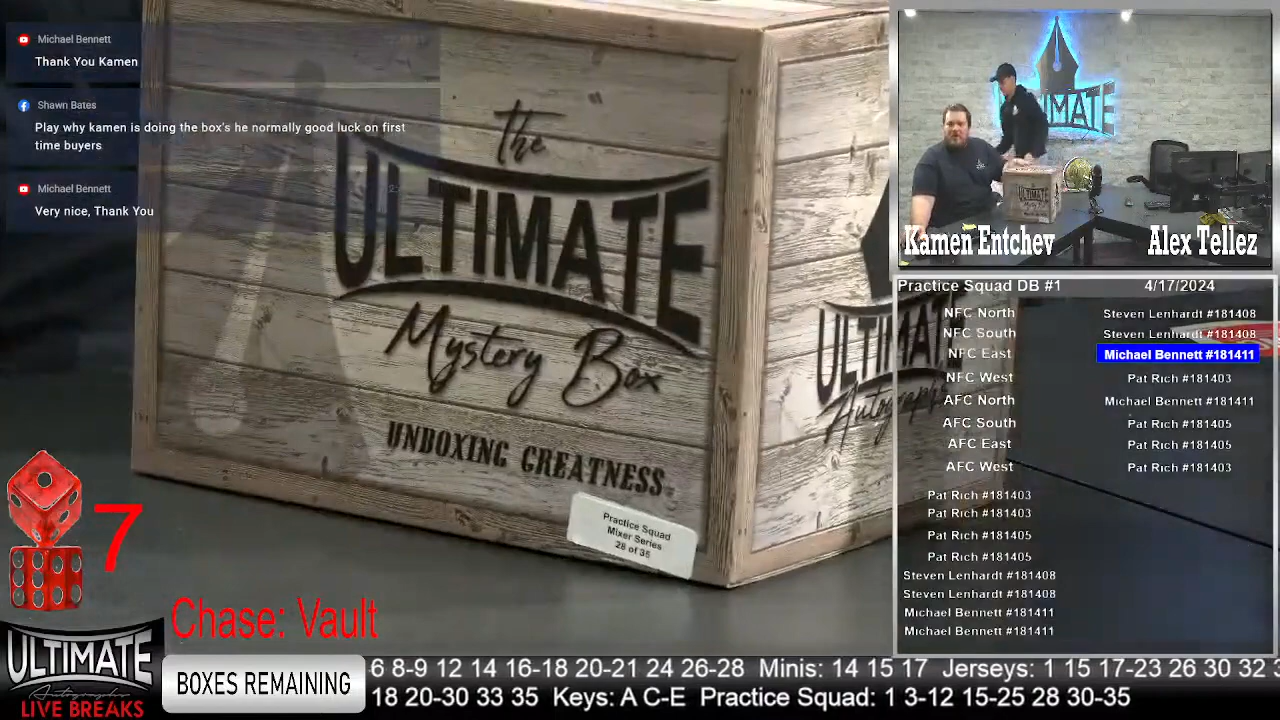 Michael Bennett
Thank You Kamen
Shawn Bates
Play why kamen is doing the box's he normally good luck on first
time buyers
Michael Bennett
Very nice, Thank You
the
ULTIMATE
Mystery Box
UNBOXING GREATNESS
Practice Squad
Mixer Series
28 of 36
ULTIMATE
Autographs
ULTIMATE
Kamen Entchev
Alex Tellez
Practice Squad DB #1 4/17/2024
NFC North Steven Lenhardt #181408
NFC South Steven Lenhardt #181408
NFC East Michael Bennett #181411
NFC West Pat Rich #181403
AFC North Michael Bennett #181411
AFC South Pat Rich #181405
AFC East Pat Rich #181405
AFC West Pat Rich #181403
Pat Rich #181403
Pat Rich #181403
Pat Rich #181405
Pat Rich #181405
Steven Lenhardt #181408
Steven Lenhardt #181408
Michael Bennett #181411
Michael Bennett #181411
7
Chase: Vault
ULTIMATE
Autographs
LIVE BREAKS
BOXES REMAINING
6 8-9 12 14 16-18 20-21 24 26-28 Minis: 14 15 17 Jerseys: 1 15 17-23 26 30 32 3
18 20-30 33 35 Keys: A C-E Practice Squad: 1 3-12 15-25 28 30-35